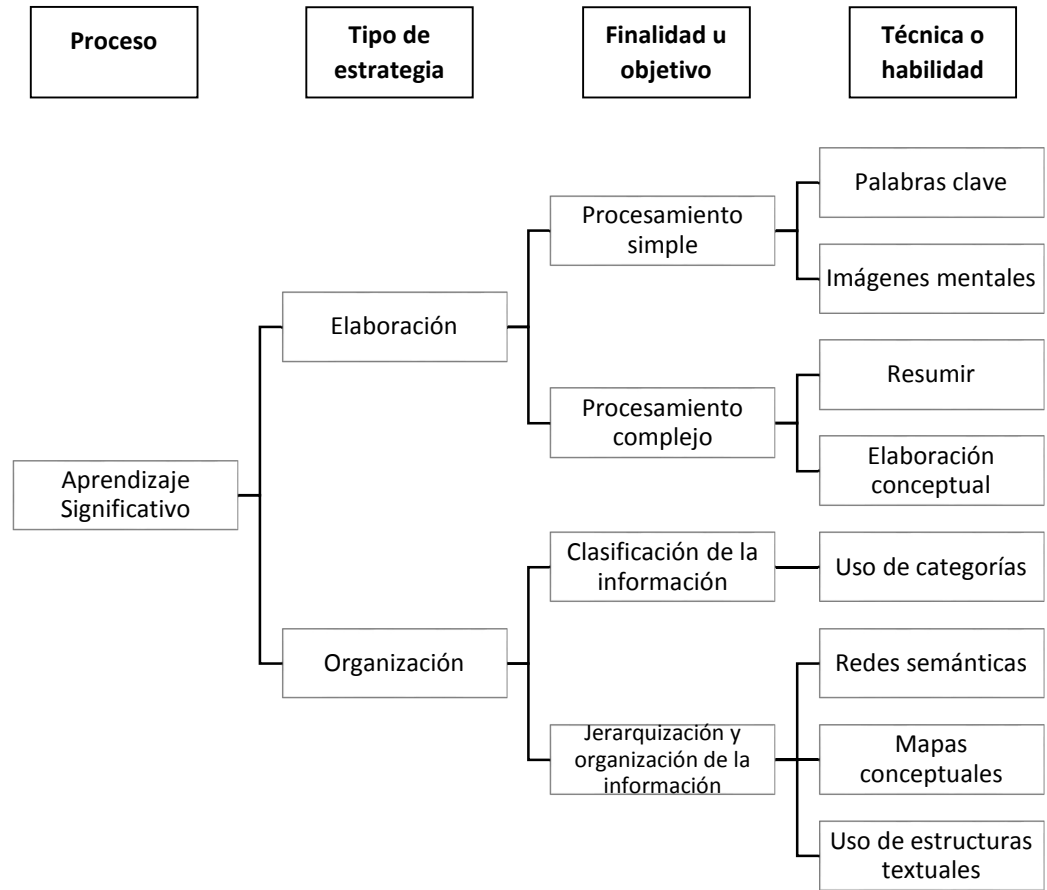 Proceso
Tipo de
estrategia
Finalidad u
objetivo
Técnica o
habilidad
Aprendizaje
Significativo
Elaboración
Procesamiento
simple
Palabras clave
Imágenes mentales
Procesamiento
complejo
Resumir
Elaboración
conceptual
Organización
Clasificación de la
información
Uso de categorías
Jerarquización y
organización de la
información
Redes semánticas
Mapas
conceptuales
Uso de estructuras
textuales